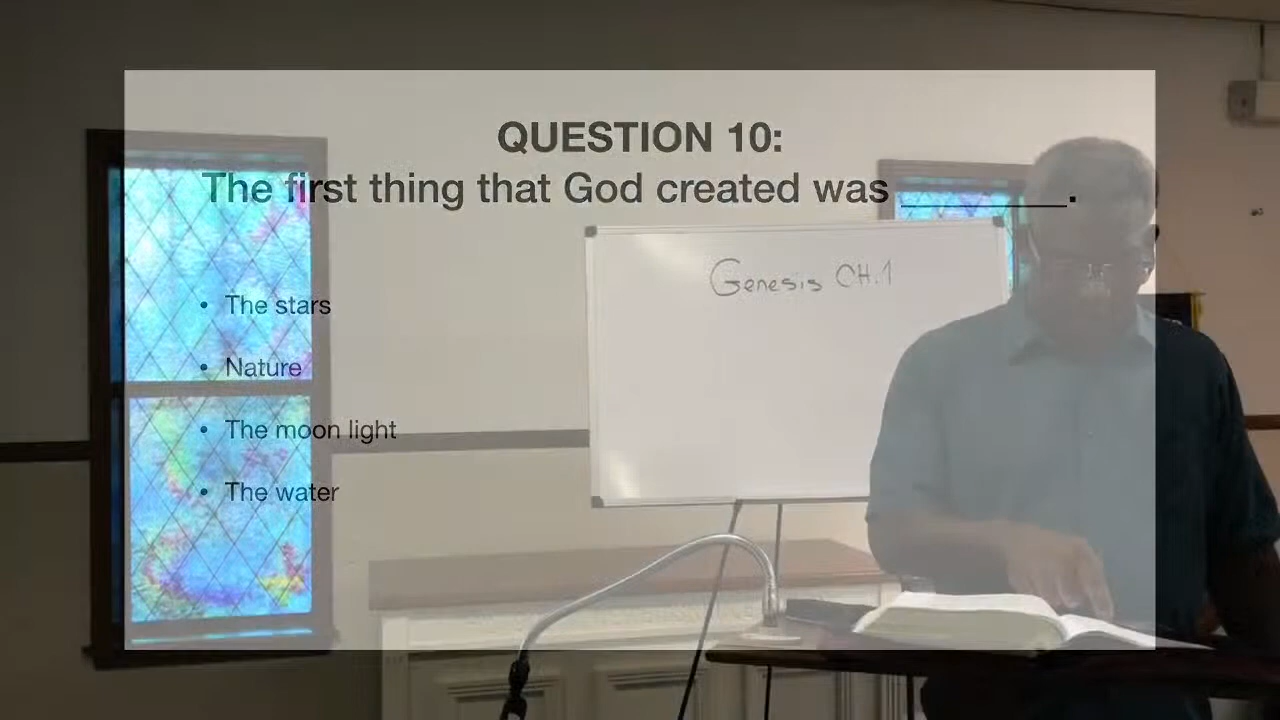 QUESTION 10:
The first thing that God created was ________.
Genesis CH.1
• The stars
• Nature
• The moon light
• The water